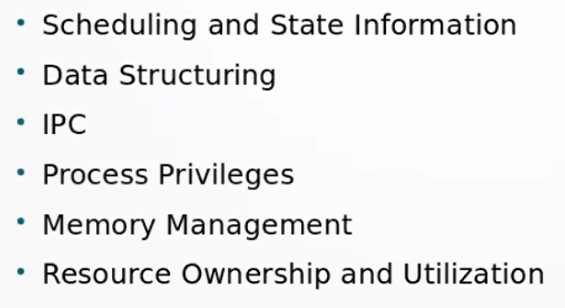 • Scheduling and State Information
• Data Structuring
• IPC
• Process Privileges
• Memory Management
• Resource Ownership and Utilization